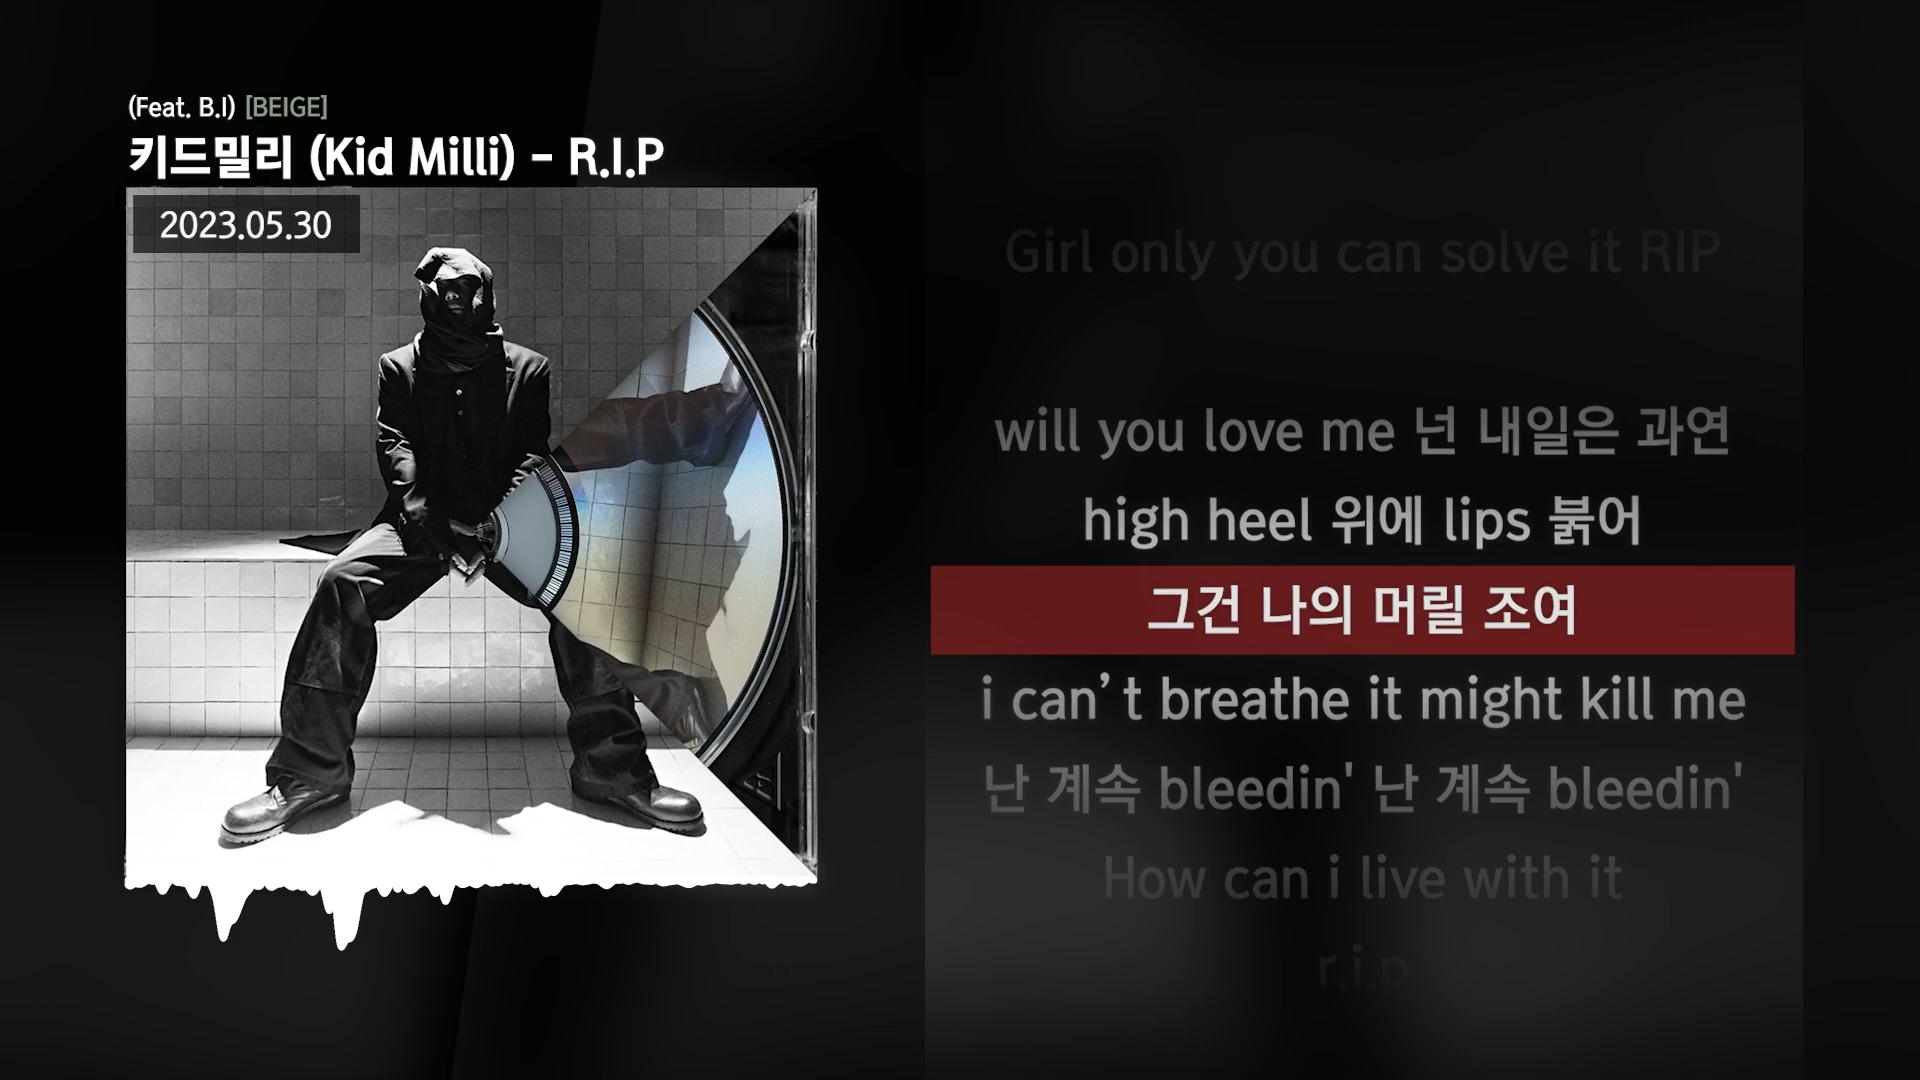 (Feat. B.I) [BEIGE]
키드밀리 (Kid Milli) - R.I.P
2023.05.30
Girl only you can solve it RIP
will you love me 넌 내일은 과연
high heel 위에 lips 붉어
그건 나의 머릴 조여
i can’t breathe it might kill me
난 계속 bleedin' 난 계속 bleedin'
How can i live with it
r.i.p